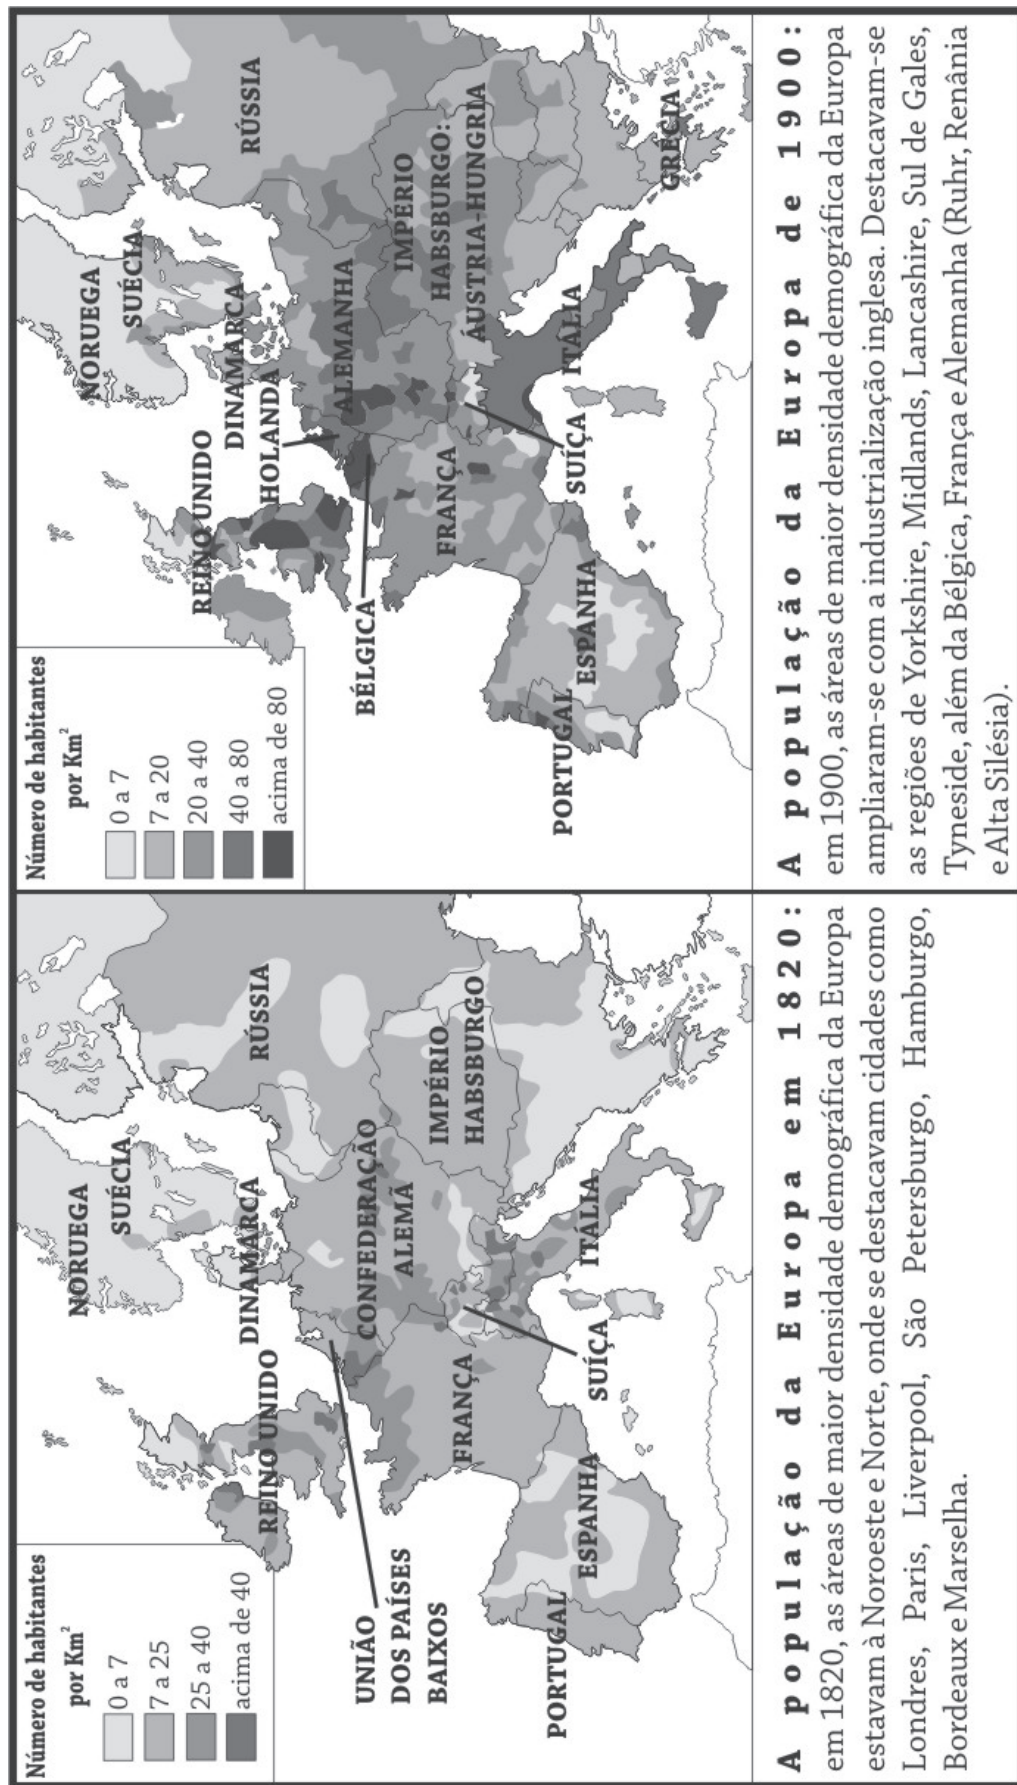 Número de habitantes
por Km²
0 a 7
7 a 25
25 a 40
acima de 40
NORUEGA
SUÉCIA
DINAMARCA
REINO UNIDO
RÚSSIA
UNIÃO
DOS PAÍSES
BAIXOS
CONFEDERAÇÃO
ALEMÃ
IMPÉRIO
HABSBURGO
FRANÇA
SUÍÇA
ITÁLIA
ESPANHA
PORTUGAL
A população da Europa em 1820:
em 1820, as áreas de maior densidade demográfica da Europa
estavam à Noroeste e Norte, onde se destacavam cidades como
Londres, Paris, Liverpool, São Petersburgo, Hamburgo,
Bordeaux e Marselha.
Número de habitantes
por Km²
0 a 7
7 a 20
20 a 40
40 a 80
acima de 80
NORUEGA
SUÉCIA
DINAMARCA
REINO UNIDO
HOLANDA
RÚSSIA
BÉLGICA
ALEMANHA
IMPÉRIO
HABSBURGO:
ÁUSTRIA-HUNGRIA
FRANÇA
SUÍÇA
ITÁLIA
GRÉCIA
ESPANHA
PORTUGAL
A população da Europa de 1900:
em 1900, as áreas de maior densidade demográfica da Europa
ampliaram-se com a industrialização inglesa. Destacavam-se
as regiões de Yorkshire, Midlands, Lancashire, Sul de Gales,
Tyneside, além da Bélgica, França e Alemanha (Ruhr, Renânia
e Alta Silésia).